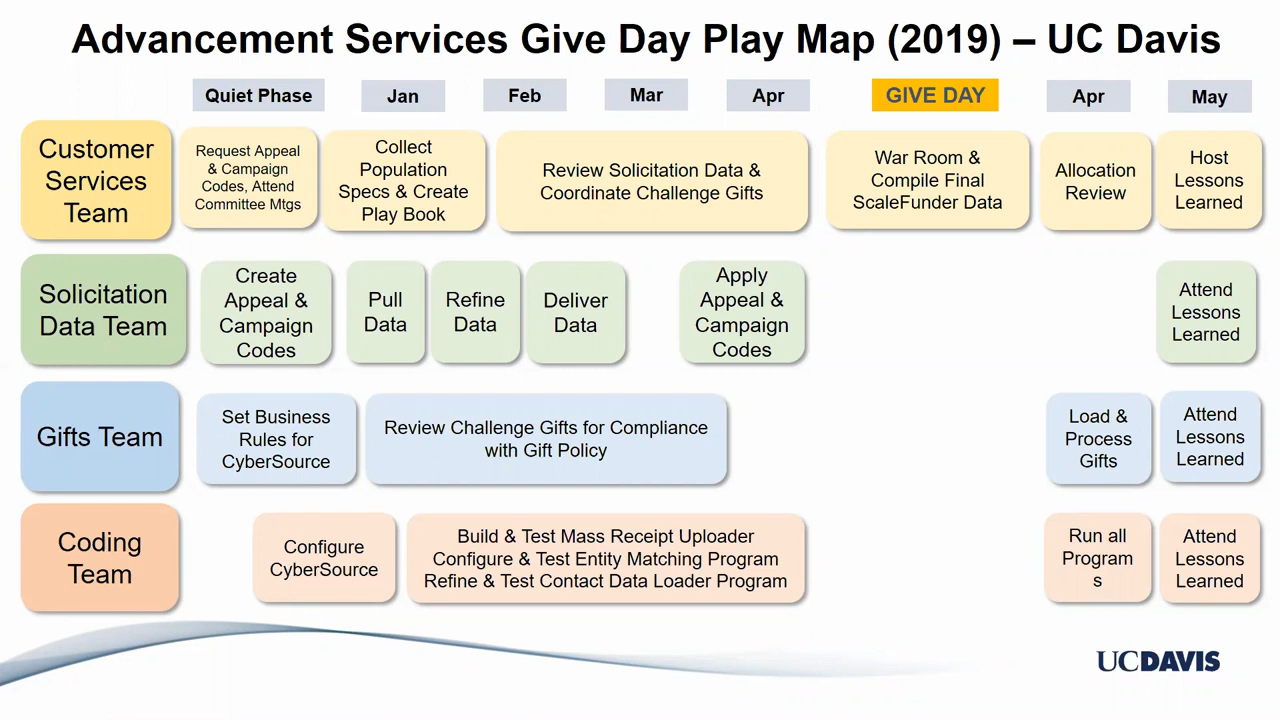 Advancement Services Give Day Play Map (2019) – UC Davis
Quiet Phase
Jan
Feb
Mar
Apr
GIVE DAY
Apr
May
Customer
Services
Team
Request Appeal
& Campaign
Codes, Attend
Committee Mtgs
Collect
Population
Specs & Create
Play Book
Review Solicitation Data &
Coordinate Challenge Gifts
War Room &
Compile Final
ScaleFunder Data
Allocation
Review
Host
Lessons
Learned
Solicitation
Data Team
Create
Appeal &
Campaign
Codes
Pull
Data
Refine
Data
Deliver
Data
Apply
Appeal &
Campaign
Codes
Attend
Lessons
Learned
Gifts Team
Set Business
Rules for
CyberSource
Review Challenge Gifts for Compliance
with Gift Policy
Load &
Process
Gifts
Attend
Lessons
Learned
Coding
Team
Configure
CyberSource
Build & Test Mass Receipt Uploader
Configure & Test Entity Matching Program
Refine & Test Contact Data Loader Program
Run all
Program
s
Attend
Lessons
Learned
UCDAVIS